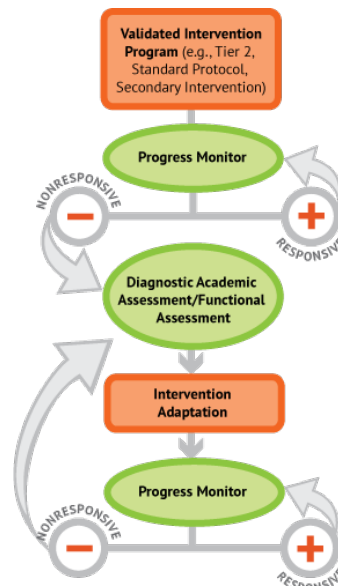 Validated Intervention
Program (e.g., Tier 2,
Standard Protocol,
Secondary Intervention)
Progress Monitor
NONRESPONSIVE
RESPONSIVE
Diagnostic Academic
Assessment/Functional
Assessment
Intervention
Adaptation
Progress Monitor
NONRESPONSIVE
RESPONSIVE